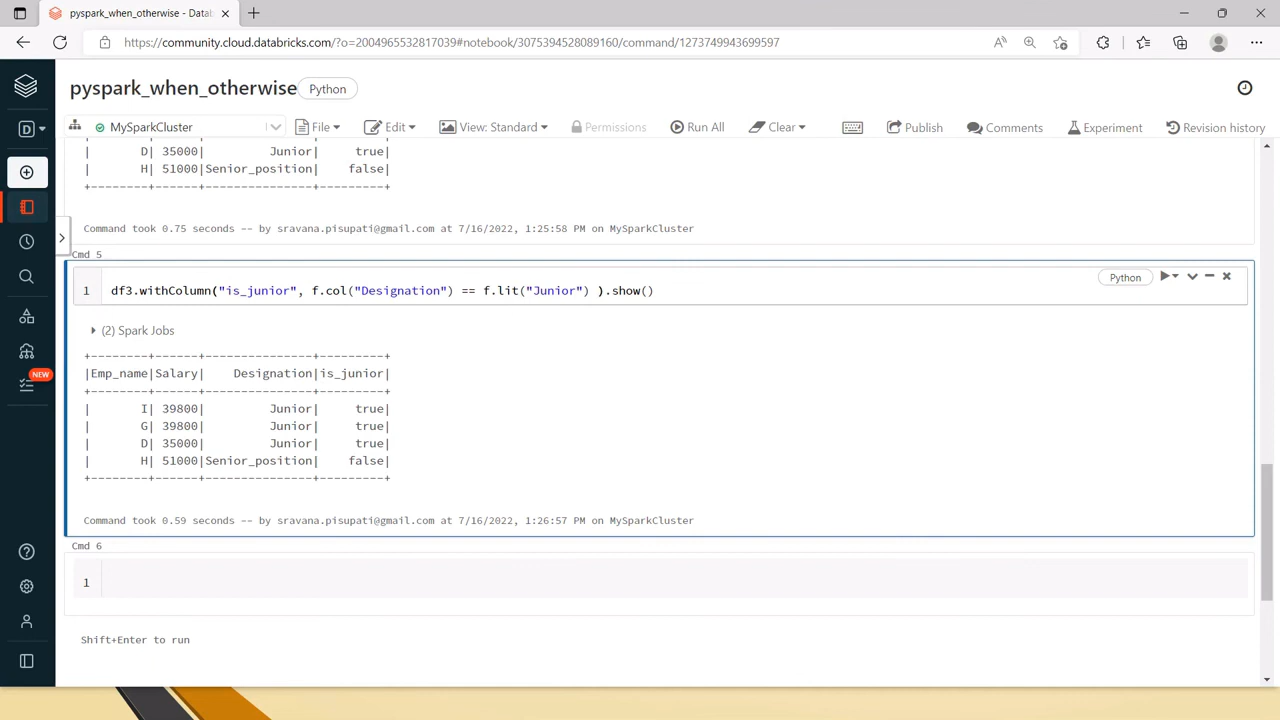 pyspark_when_otherwise - Datab
https://community.cloud.databricks.com/?o=2004965532817039#notebook/3075394528089160/command/1273749943699597
pyspark_when_otherwise Python
D MySparkCluster File Edit View: Standard Permissions Run All Clear Publish Comments Experiment Revision history
| D| 35000| Junior| true|
| H| 51000|Senior_position| false|
+--------+------+---------------+---------+
Command took 0.75 seconds -- by sravana.pisupati@gmail.com at 7/16/2022, 1:25:58 PM on MySparkCluster
Cmd 5
Python
1 df3.withColumn("is_junior", f.col("Designation") == f.lit("Junior") ).show()
(2) Spark Jobs
+--------+------+---------------+---------+
|Emp_name|Salary| Designation|is_junior|
+--------+------+---------------+---------+
| I| 39800| Junior| true|
| G| 39800| Junior| true|
| D| 35000| Junior| true|
| H| 51000|Senior_position| false|
+--------+------+---------------+---------+
NEW
Command took 0.59 seconds -- by sravana.pisupati@gmail.com at 7/16/2022, 1:26:57 PM on MySparkCluster
Cmd 6
1
Shift+Enter to run